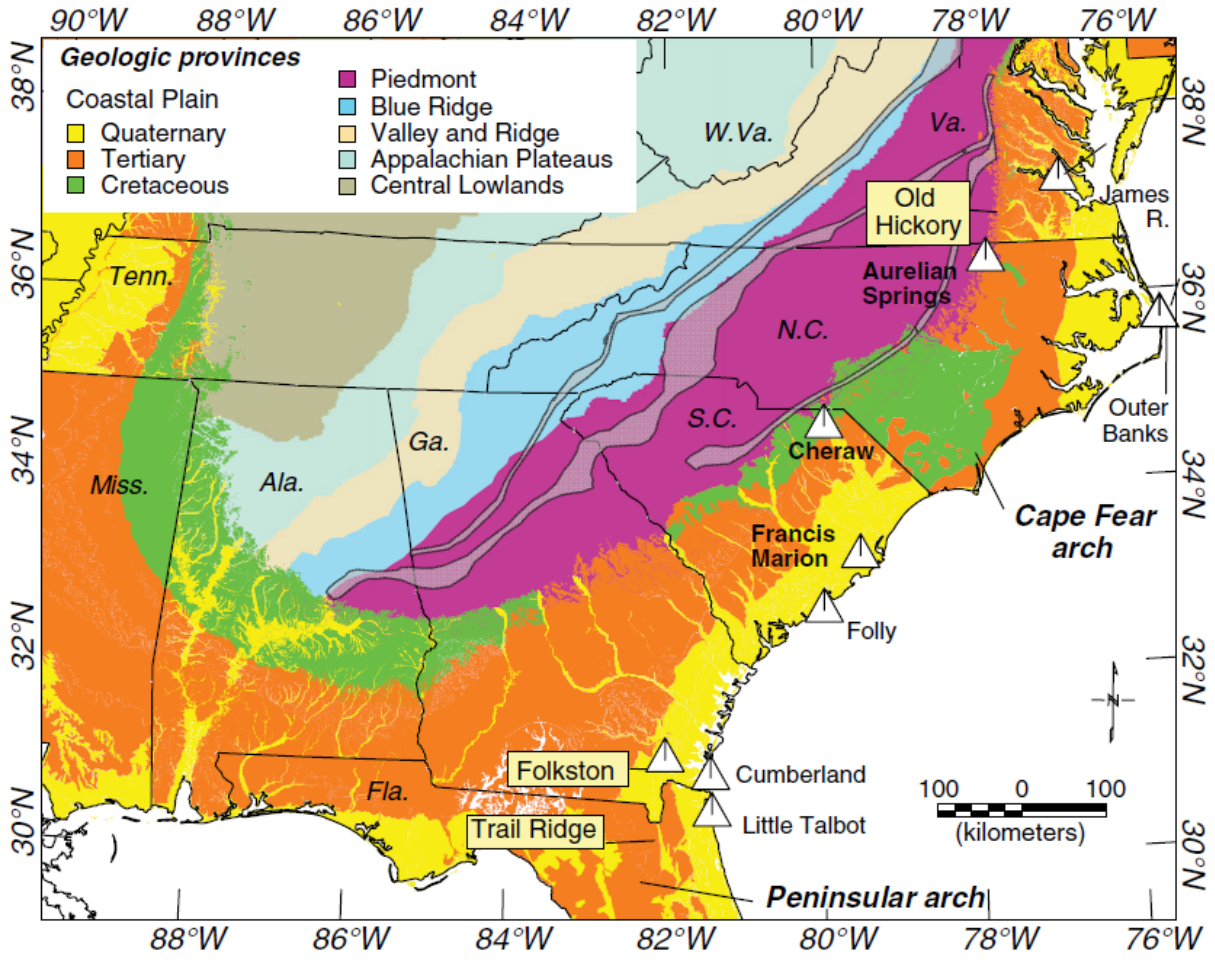 90°W 88°W 86°W 84°W 82°W 80°W 78°W 76°W
38°N
36°N
34°N
32°N
30°N
Geologic provinces
Coastal Plain
Quaternary
Tertiary
Cretaceous
Piedmont
Blue Ridge
Valley and Ridge
Appalachian Plateaus
Central Lowlands
W.Va.
Va.
38°N
James
R.
Old
Hickory
Aurelian
Springs
Tenn.
N.C.
36°N
Outer
Banks
S.C.
Ga.
Cheraw
Miss.
Ala.
34°N
Cape Fear
arch
Francis
Marion
Folly
32°N
N
Folkston
Cumberland
Fla.
Little Talbot
Trail Ridge
100 0 100
(kilometers)
30°N
Peninsular arch
88°W 86°W 84°W 82°W 80°W 78°W 76°W